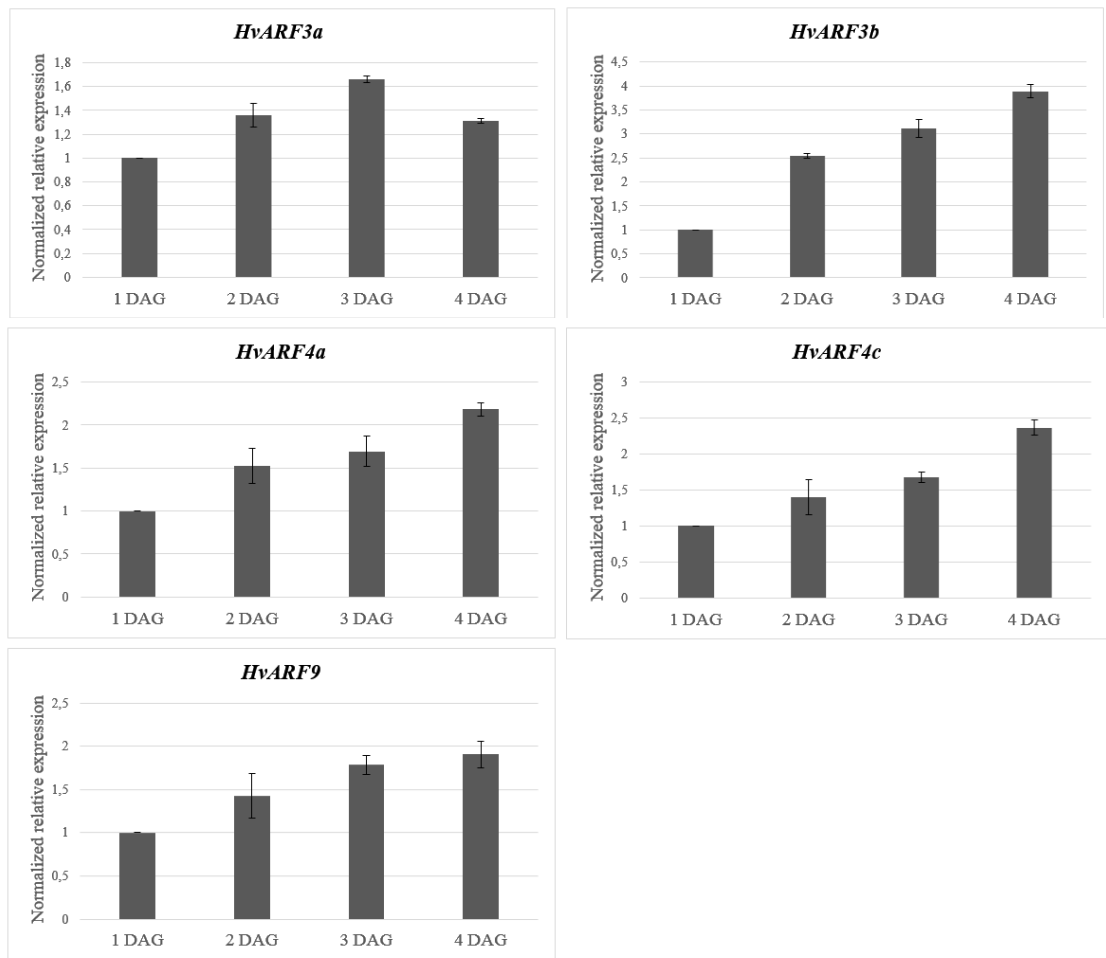 HvARF3a
Normalized relative expression
1,8
1,6
1,4
1,2
1
0,8
0,6
0,4
0,2
0
1 DAG 2 DAG 3 DAG 4 DAG
HvARF3b
Normalized relative expression
4,5
4
3,5
3
2,5
2
1,5
1
0,5
0
1 DAG 2 DAG 3 DAG 4 DAG
HvARF4a
Normalized relative expression
2,5
2
1,5
1
0,5
0
1 DAG 2 DAG 3 DAG 4 DAG
HvARF4c
Normalized relative expression
3
2,5
2
1,5
1
0,5
0
1 DAG 2 DAG 3 DAG 4 DAG
HvARF9
Normalized relative expression
2,5
2
1,5
1
0,5
0
1 DAG 2 DAG 3 DAG 4 DAG